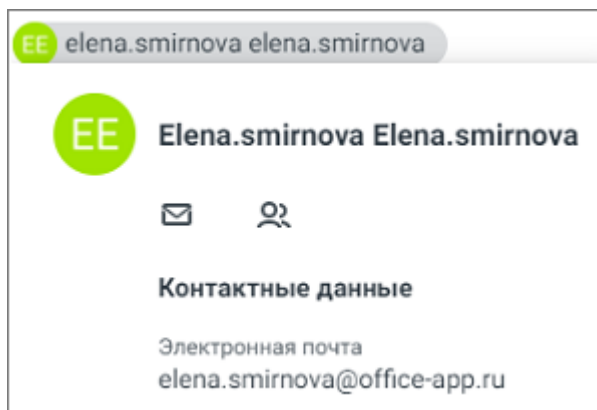 EE elena.smirnova elena.smirnova
EE Elena.smirnova Elena.smirnova
Контактные данные
Электронная почта
elena.smirnova@office-app.ru